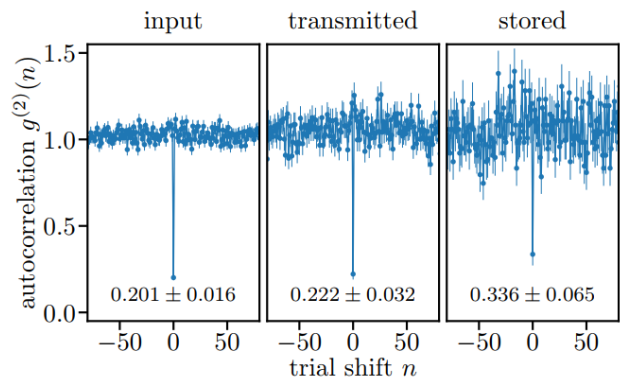 input transmitted stored
autocorrelation g^{(2)}(n)
1.5
1.0
0.5
0.0
0.201 ± 0.016 0.222 ± 0.032 0.336 ± 0.065
−50 0 50 −50 0 50 −50 0 50
trial shift n